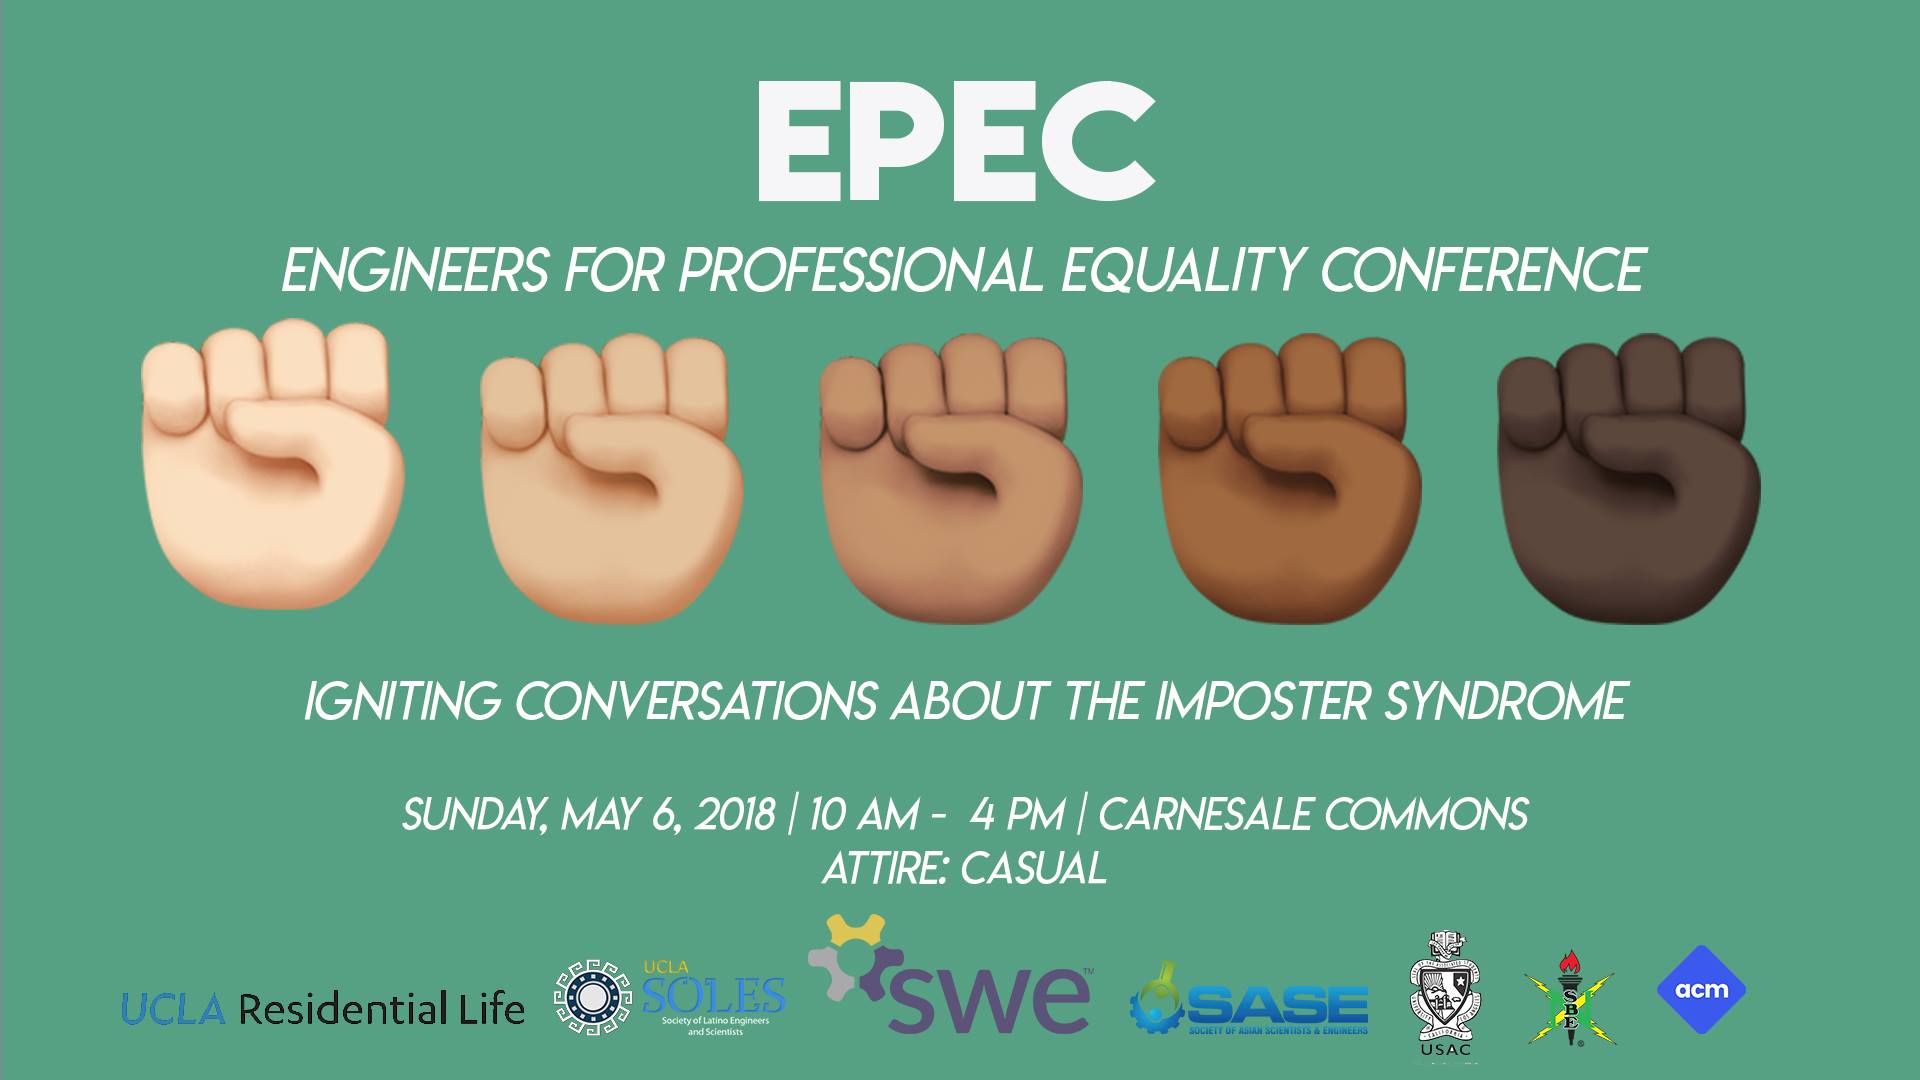 EPEC
ENGINEERS FOR PROFESSIONAL EQUALITY CONFERENCE
IGNITING CONVERSATIONS ABOUT THE IMPOSTER SYNDROME
SUNDAY, MAY 6, 2018 | 10 AM - 4 PM | CARNESALE COMMONS
ATTIRE: CASUAL
UCLA Residential Life
UCLA
SOLES
Society of Latino Engineers
and Scientists
swe™
SASE
SOCIETY OF ASIAN SCIENTISTS & ENGINEERS
USAC
NSBE®
acm